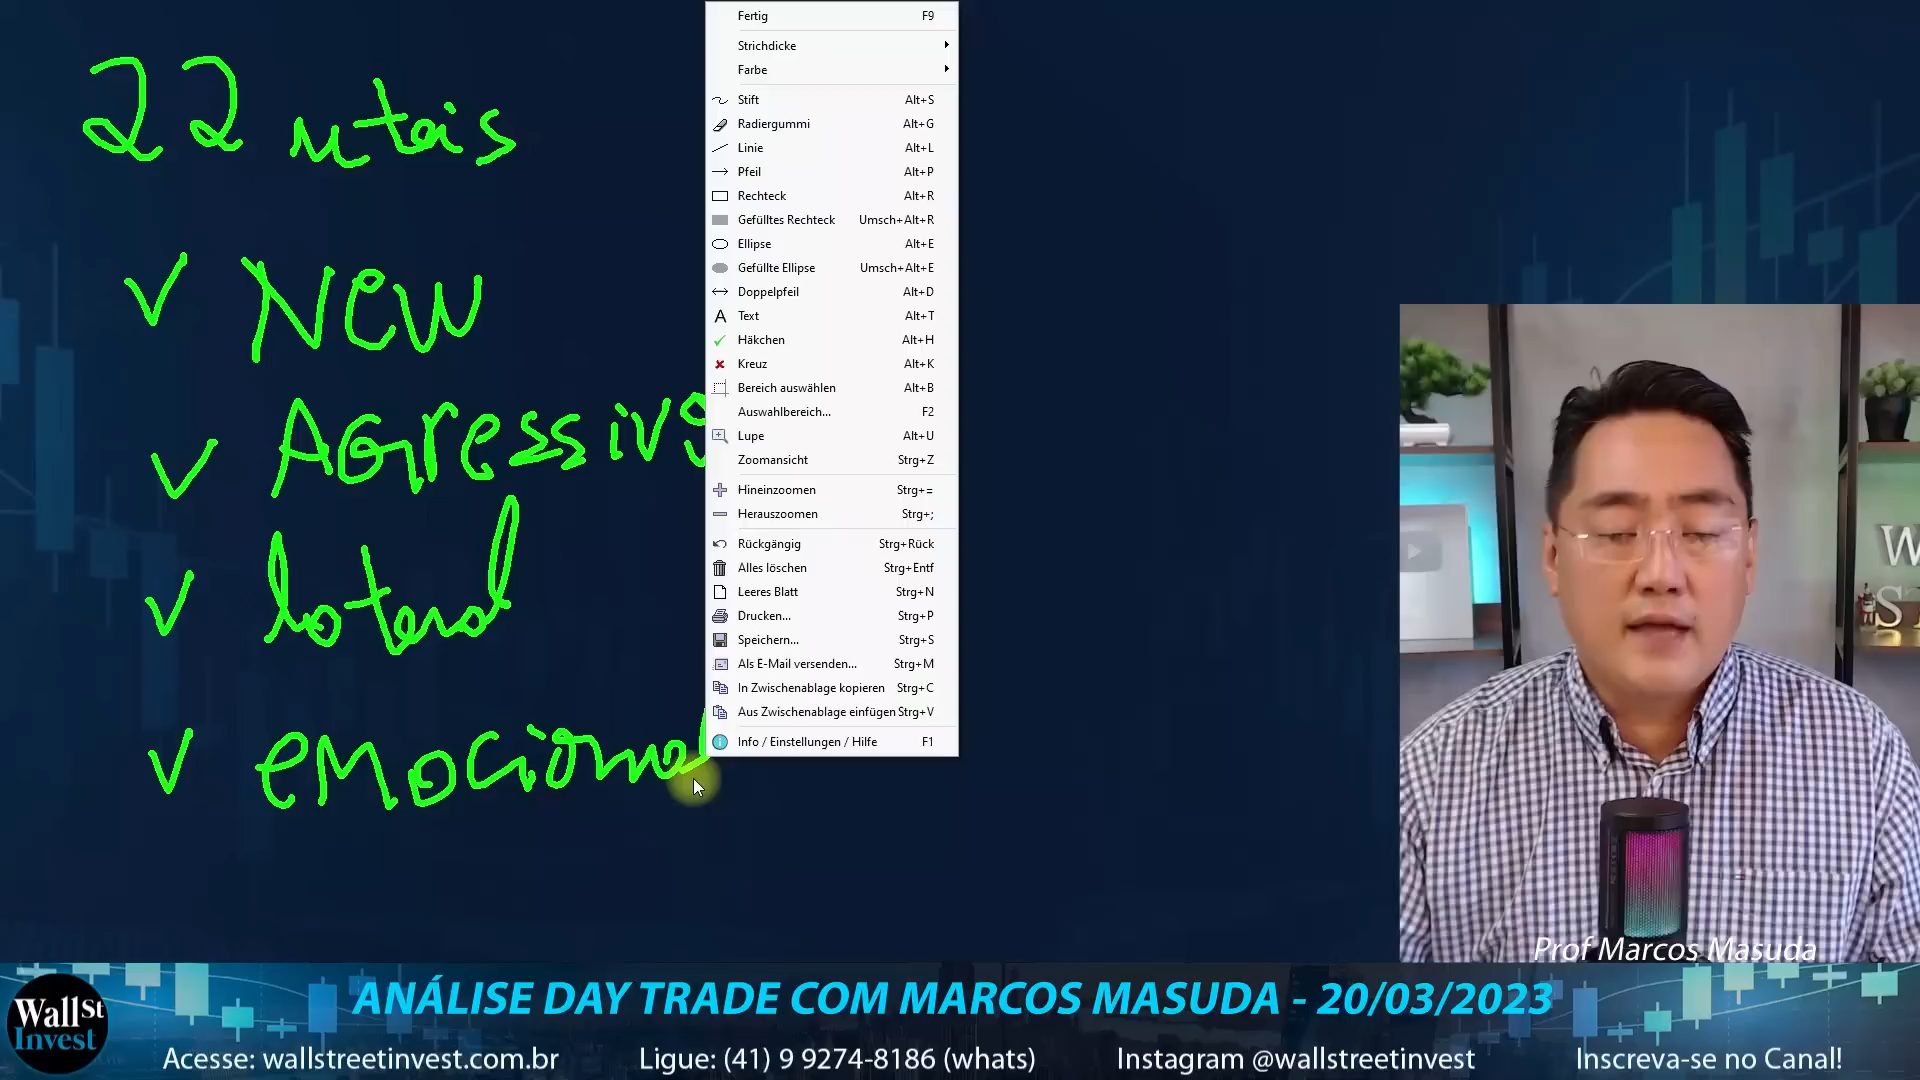 22 uteis
✓ New
✓ Agressivo
✓ lateral
✓ emocional
Fertig F9
Strichdicke
Farbe
Stift Alt+S
Radiergummi Alt+G
Linie Alt+L
Pfeil Alt+P
Rechteck Alt+R
Gefülltes Rechteck Umsch+Alt+R
Ellipse Alt+E
Gefüllte Ellipse Umsch+Alt+E
Doppelpfeil Alt+D
Text Alt+T
Häkchen Alt+H
Kreuz Alt+K
Bereich auswählen Alt+B
Auswahlbereich... F2
Lupe Alt+U
Zoomansicht Strg+Z
Hineinzoomen Strg+=
Herauszoomen Strg+;
Rückgängig Strg+Rück
Alles löschen Strg+Entf
Leeres Blatt Strg+N
Drucken... Strg+P
Speichern... Strg+S
Als E-Mail versenden... Strg+M
In Zwischenablage kopieren Strg+C
Aus Zwischenablage einfügen Strg+V
Info / Einstellungen / Hilfe F1
Prof Marcos Masuda
ANÁLISE DAY TRADE COM MARCOS MASUDA - 20/03/2023
Wall St
Invest
Acesse: wallstreetinvest.com.br Ligue: (41) 9 9274-8186 (whats) Instagram @wallstreetinvest Inscreva-se no Canal!